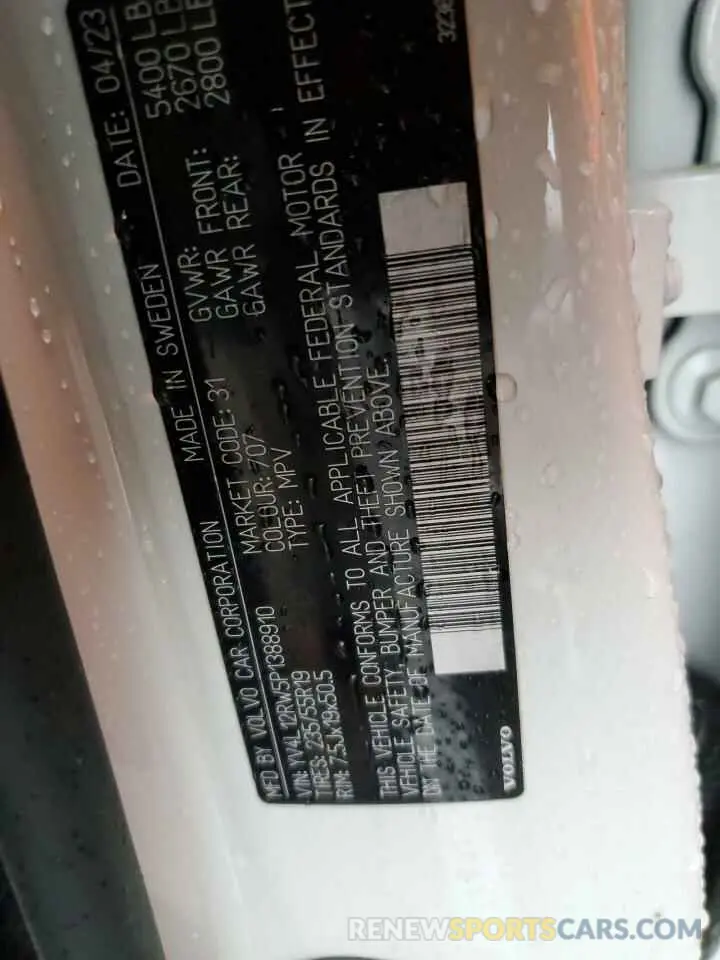 MFD BY VOLVO CAR CORPORATION MADE IN SWEDEN DATE: 04/23
VIN: YV4L12RW5P1388910 MARKET CODE: 31 GVWR: 5400 LB
TIRES: 235/55R19 COLOUR: 707 GAWR FRONT: 2670 LB
RIM: 7.5Jx19x50.5 TYPE: MPV GAWR REAR: 2800 LB
THIS VEHICLE CONFORMS TO ALL APPLICABLE FEDERAL MOTOR
VEHICLE SAFETY, BUMPER AND THEFT PREVENTION STANDARDS IN EFFECT
ON THE DATE OF MANUFACTURE SHOWN ABOVE.
VOLVO
RENEWSPORTSCARS.COM